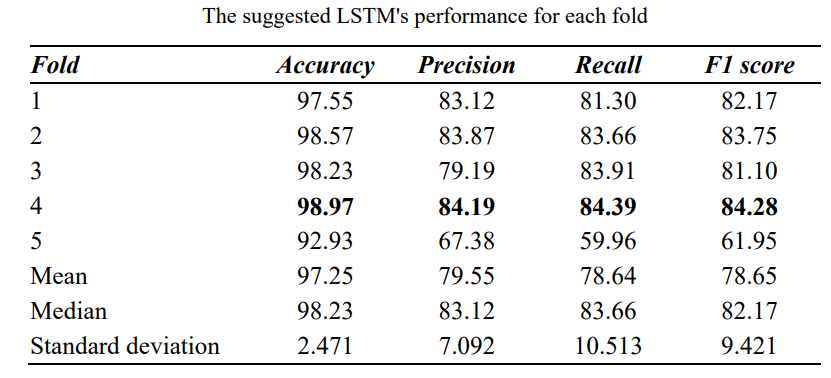 The suggested LSTM's performance for each fold
Fold Accuracy Precision Recall F1 score
1 97.55 83.12 81.30 82.17
2 98.57 83.87 83.66 83.75
3 98.23 79.19 83.91 81.10
4 98.97 84.19 84.39 84.28
5 92.93 67.38 59.96 61.95
Mean 97.25 79.55 78.64 78.65
Median 98.23 83.12 83.66 82.17
Standard deviation 2.471 7.092 10.513 9.421